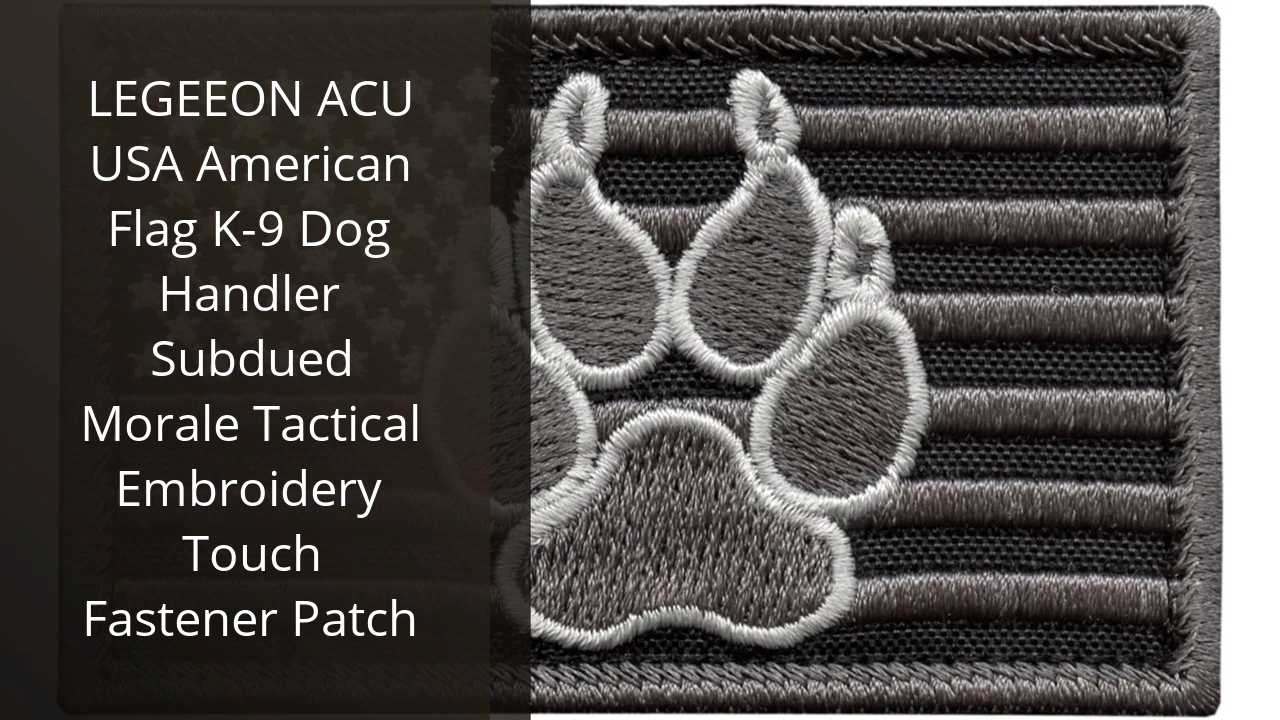 LEGEEON ACU
USA American
Flag K-9 Dog
Handler
Subdued
Morale Tactical
Embroidery
Touch
Fastener Patch